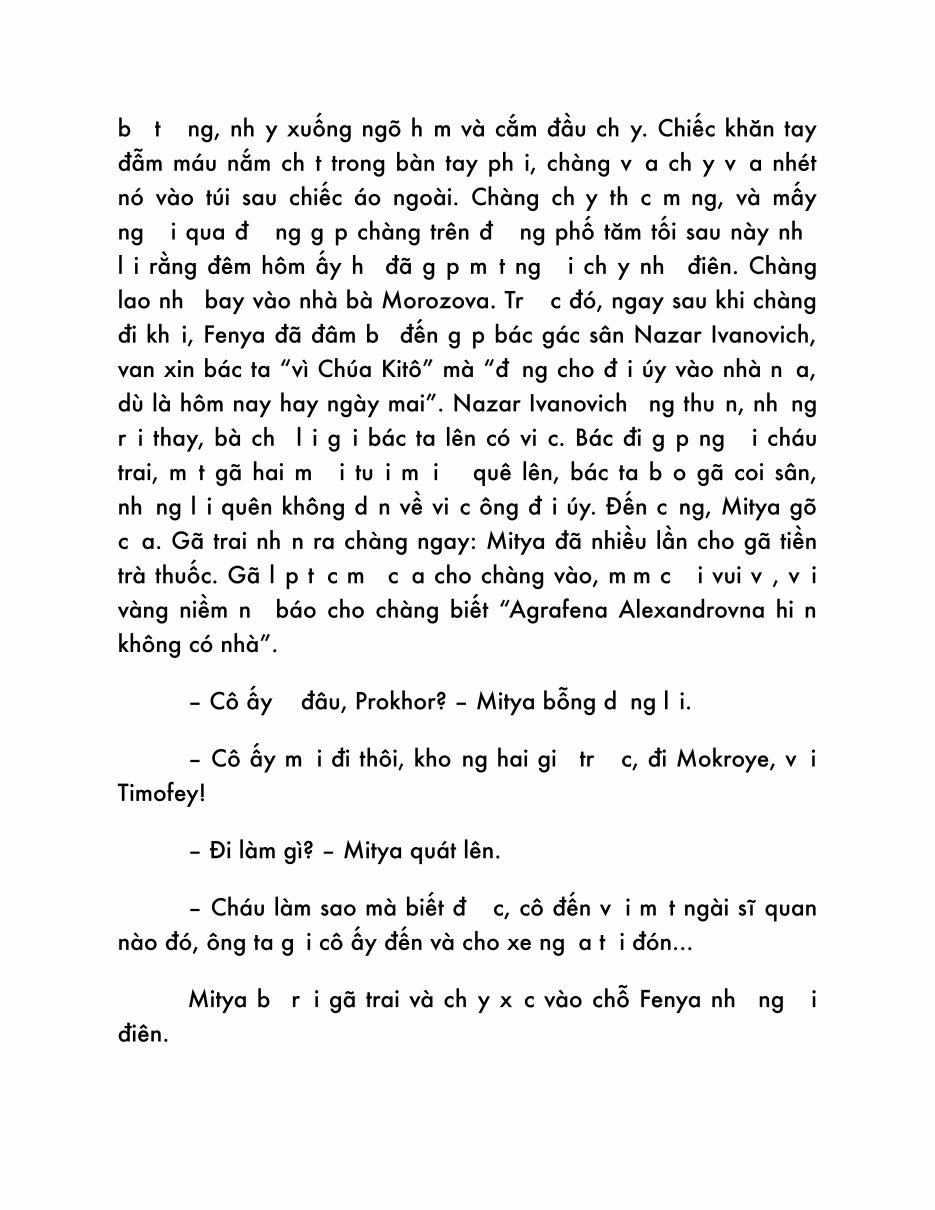 b t ng, nh y xuống ngõ h m và cắm đầu ch y. Chiếc khăn tay
đẫm máu nắm ch t trong bàn tay ph i, chàng v a ch y v a nhét
nó vào túi sau chiếc áo ngoài. Chàng ch y th c m ng, và mấy
ng i qua đ ng g p chàng trên đ ng phố tăm tối sau này nh
l i rằng đêm hôm ấy h đã g p m t ng i ch y nh điên. Chàng
lao nh bay vào nhà bà Morozova. Tr c đó, ngay sau khi chàng
đi kh i, Fenya đã đâm b đến g p bác gác sân Nazar Ivanovich,
van xin bác ta “vì Chúa Kitô” mà “đ ng cho đ i úy vào nhà n a,
dù là hôm nay hay ngày mai”. Nazar Ivanovich ng thu n, nh ng
r i thay, bà ch l i g i bác ta lên có vi c. Bác đi g p ng i cháu
trai, m t gã hai m i tu i m i quê lên, bác ta b o gã coi sân,
nh ng l i quên không d n về vi c ông đ i úy. Đến c ng, Mitya gõ
c a. Gã trai nh n ra chàng ngay: Mitya đã nhiều lần cho gã tiền
trà thuốc. Gã l p t c m c a cho chàng vào, m m c i vui v , v i
vàng niềm n báo cho chàng biết “Agrafena Alexandrovna hi n
không có nhà”.
– Cô ấy đâu, Prokhor? – Mitya bỗng d ng l i.
– Cô ấy m i đi thôi, kho ng hai gi tr c, đi Mokroye, v i
Timofey!
– Đi làm gì? – Mitya quát lên.
– Cháu làm sao mà biết đ c, cô đến v i m t ngài sĩ quan
nào đó, ông ta g i cô ấy đến và cho xe ng a t i đón...
Mitya b r i gã trai và ch y x c vào chỗ Fenya nh ng i
điên.